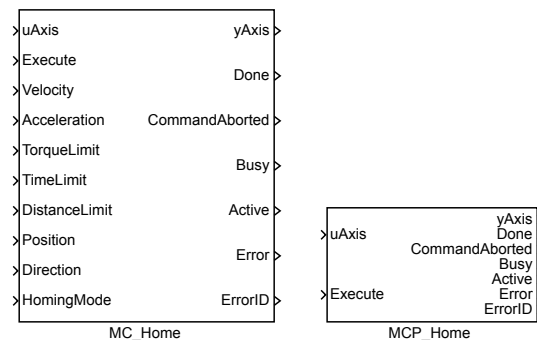 uAxis
Execute
Velocity
Acceleration
TorqueLimit
TimeLimit
DistanceLimit
Position
Direction
HomingMode
yAxis
Done
CommandAborted
Busy
Active
Error
ErrorID
MC_Home
uAxis
Execute
yAxis
Done
CommandAborted
Busy
Active
Error
ErrorID
MCP_Home